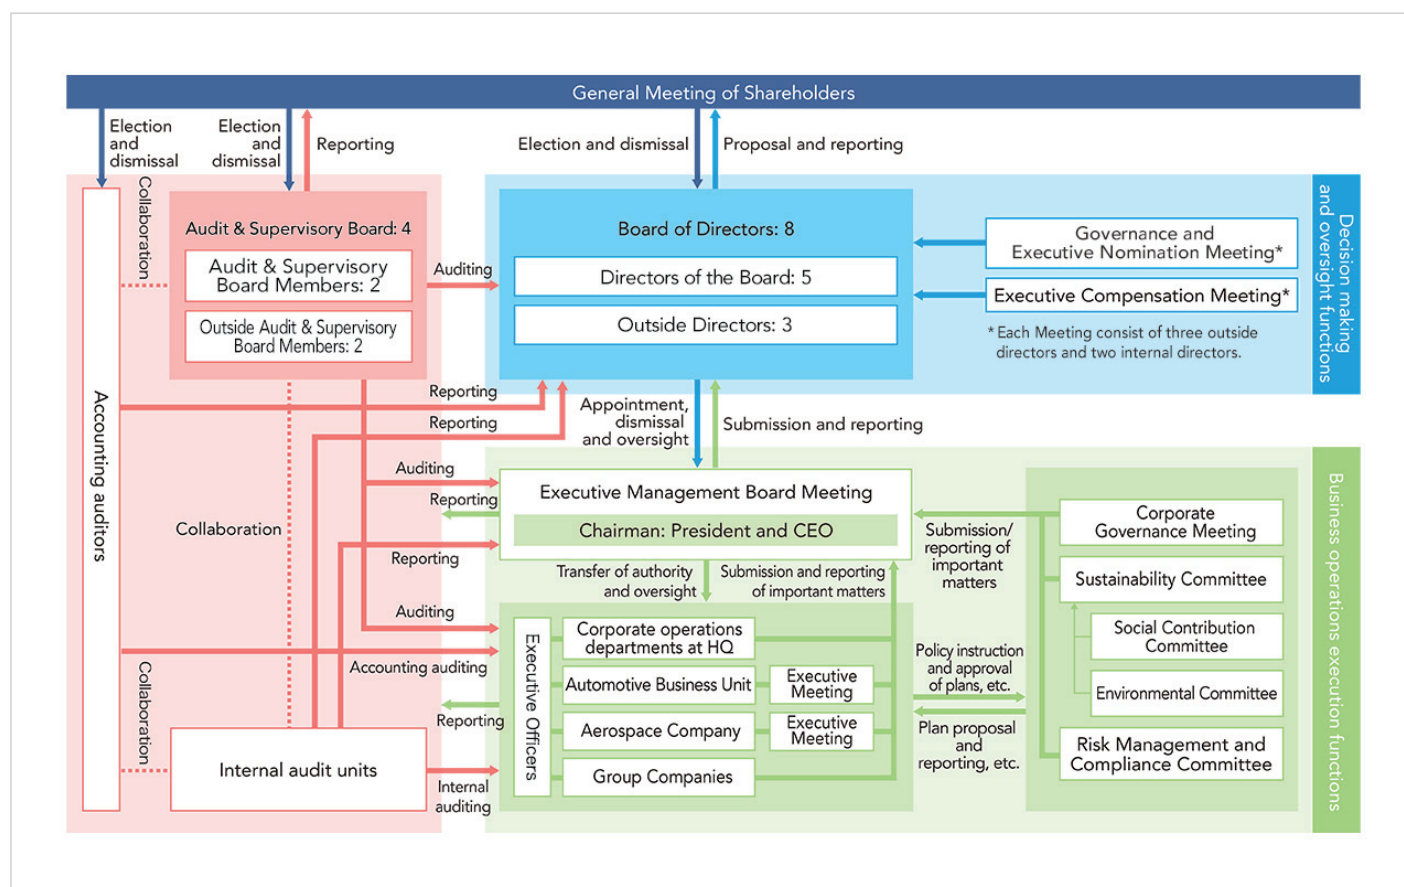 General Meeting of Shareholders
Election
and
dismissal
Election
and
dismissal
Reporting
Election and dismissal
Proposal and reporting
Collaboration
Audit & Supervisory Board: 4
Audit & Supervisory
Board Members: 2
Outside Audit & Supervisory
Board Members: 2
Auditing
Board of Directors: 8
Directors of the Board: 5
Outside Directors: 3
Governance and
Executive Nomination Meeting*
Executive Compensation Meeting*
* Each Meeting consist of three outside
directors and two internal directors.
Decision making
and oversight functions
Accounting auditors
Reporting
Reporting
Appointment,
dismissal
and oversight
Submission and reporting
Auditing
Reporting
Collaboration
Reporting
Executive Management Board Meeting
Chairman: President and CEO
Submission/
reporting of
important
matters
Corporate
Governance Meeting
Sustainability Committee
Social Contribution
Committee
Environmental Committee
Risk Management and
Compliance Committee
Business operations execution functions
Transfer of authority
and oversight
Submission and reporting
of important matters
Auditing
Accounting auditing
Reporting
Collaboration
Internal audit units
Internal
auditing
Executive Officers
Corporate operations
departments at HQ
Automotive Business Unit
Executive
Meeting
Aerospace Company
Executive
Meeting
Group Companies
Policy instruction
and approval
of plans, etc.
Plan proposal
and
reporting, etc.